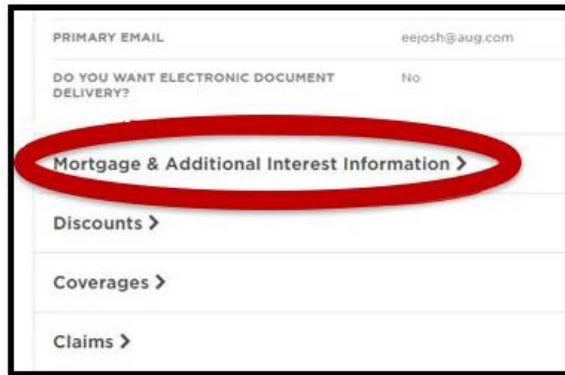 PRIMARY EMAIL eejosh@aug.com
DO YOU WANT ELECTRONIC DOCUMENT No
DELIVERY?
Mortgage & Additional Interest Information >
Discounts >
Coverages >
Claims >